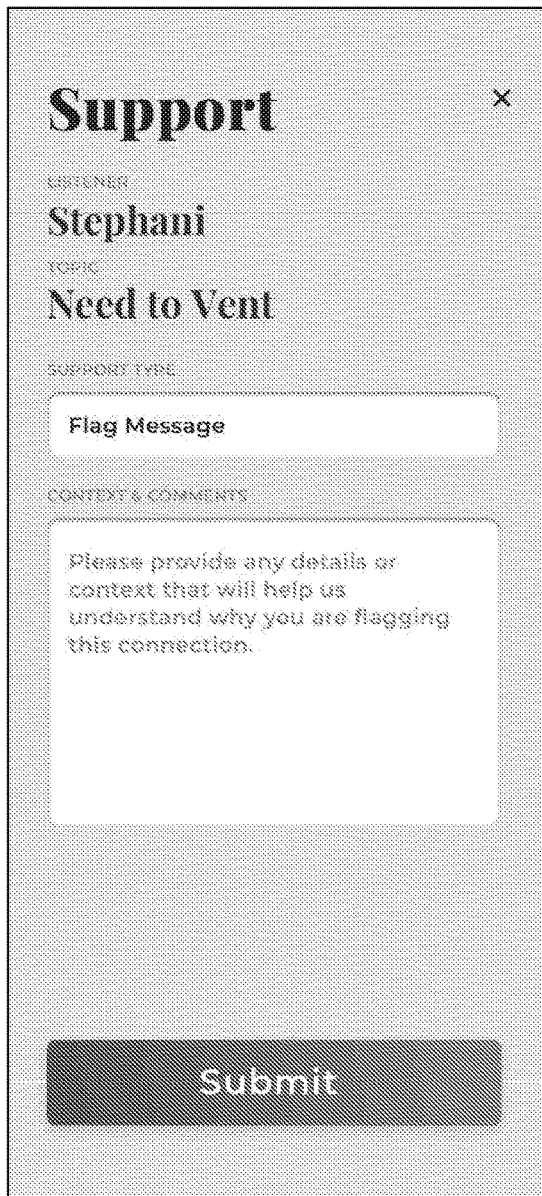 Support
×
LISTENER
Stephani
TOPIC
Need to Vent
SUPPORT TYPE
Flag Message
CONTEXT & COMMENTS
Please provide any details or
context that will help us
understand why you are flagging
this connection.
Submit